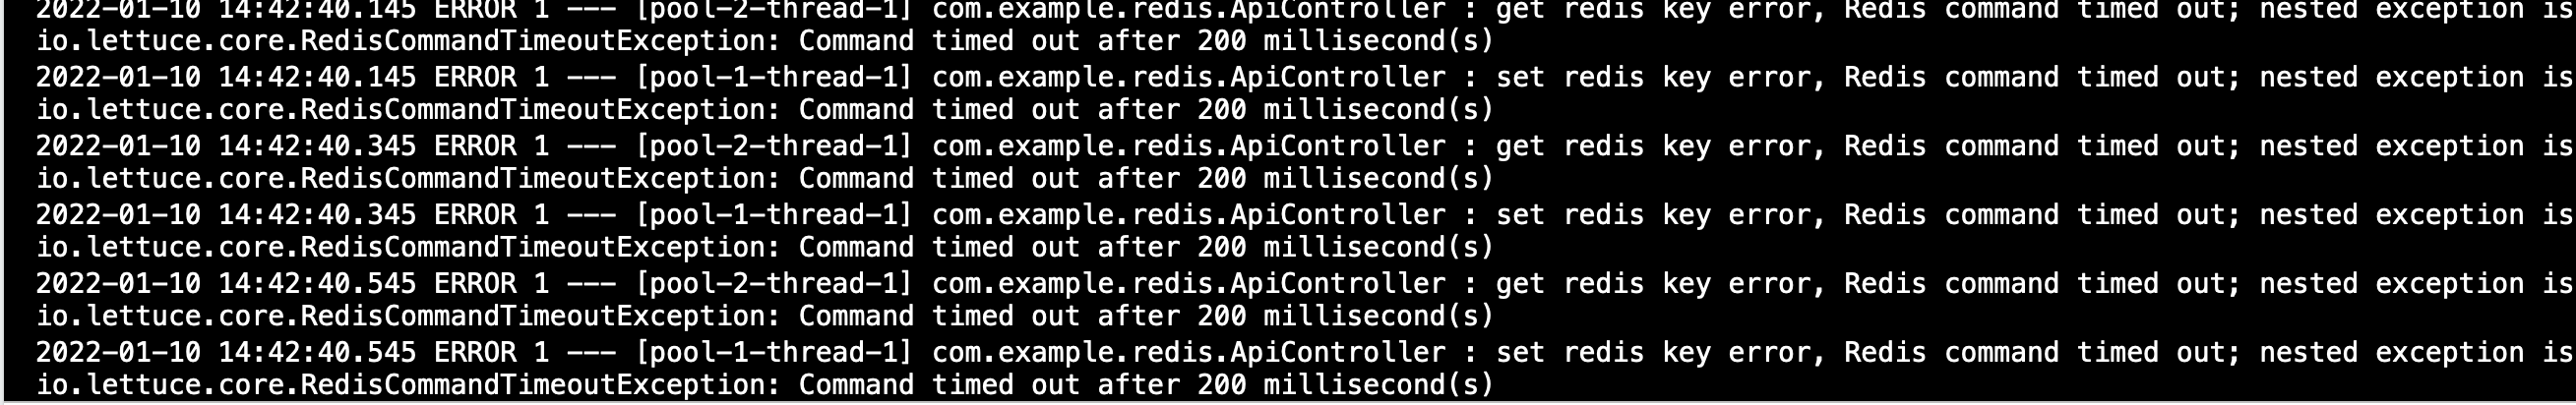 2022-01-10 14:42:40.145 ERROR 1 --- [pool-2-thread-1] com.example.redis.ApiController : get redis key error, Redis command timed out; nested exception is
io.lettuce.core.RedisCommandTimeoutException: Command timed out after 200 millisecond(s)
2022-01-10 14:42:40.145 ERROR 1 --- [pool-1-thread-1] com.example.redis.ApiController : set redis key error, Redis command timed out; nested exception is
io.lettuce.core.RedisCommandTimeoutException: Command timed out after 200 millisecond(s)
2022-01-10 14:42:40.345 ERROR 1 --- [pool-2-thread-1] com.example.redis.ApiController : get redis key error, Redis command timed out; nested exception is
io.lettuce.core.RedisCommandTimeoutException: Command timed out after 200 millisecond(s)
2022-01-10 14:42:40.345 ERROR 1 --- [pool-1-thread-1] com.example.redis.ApiController : set redis key error, Redis command timed out; nested exception is
io.lettuce.core.RedisCommandTimeoutException: Command timed out after 200 millisecond(s)
2022-01-10 14:42:40.545 ERROR 1 --- [pool-2-thread-1] com.example.redis.ApiController : get redis key error, Redis command timed out; nested exception is
io.lettuce.core.RedisCommandTimeoutException: Command timed out after 200 millisecond(s)
2022-01-10 14:42:40.545 ERROR 1 --- [pool-1-thread-1] com.example.redis.ApiController : set redis key error, Redis command timed out; nested exception is
io.lettuce.core.RedisCommandTimeoutException: Command timed out after 200 millisecond(s)